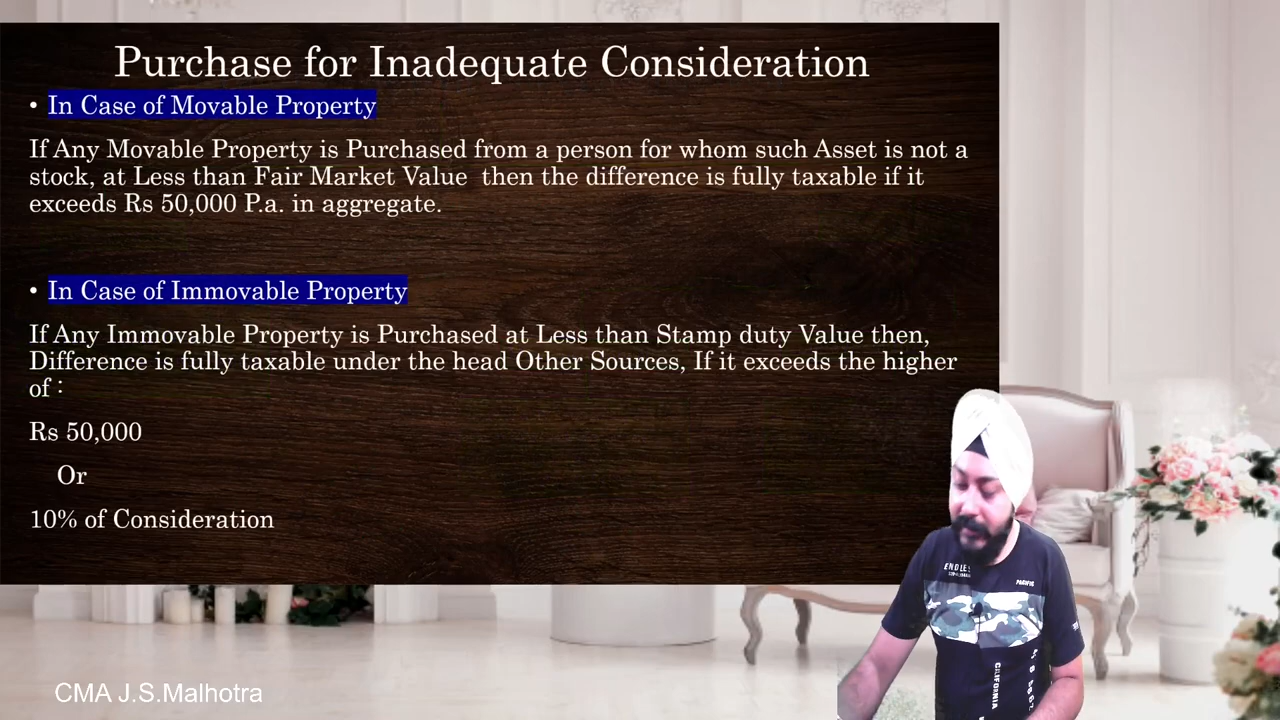 Purchase for Inadequate Consideration
• In Case of Movable Property
If Any Movable Property is Purchased from a person for whom such Asset is not a
stock, at Less than Fair Market Value then the difference is fully taxable if it
exceeds Rs 50,000 P.a. in aggregate.
• In Case of Immovable Property
If Any Immovable Property is Purchased at Less than Stamp duty Value then,
Difference is fully taxable under the head Other Sources, If it exceeds the higher
of :
Rs 50,000
Or
10% of Consideration
PACIFIC
CALIFORNIA
CMA J.S.Malhotra